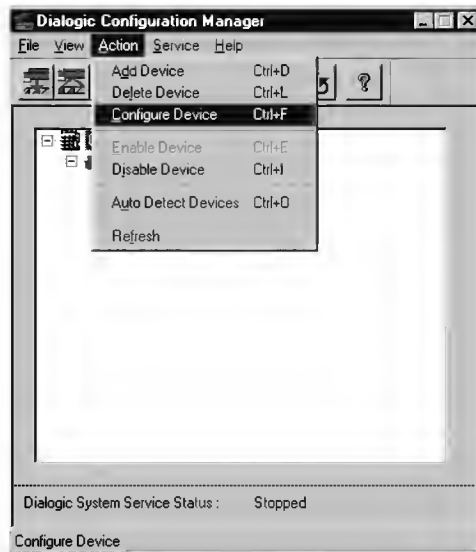 Dialogic Configuration Manager
File View Action Service Help
Add Device Ctrl+D
Delete Device Ctrl+L
Configure Device Ctrl+F
Enable Device Ctrl+E
Disable Device Ctrl+I
Auto Detect Devices Ctrl+O
Refresh
Dialogic System Service Status : Stopped
Configure Device